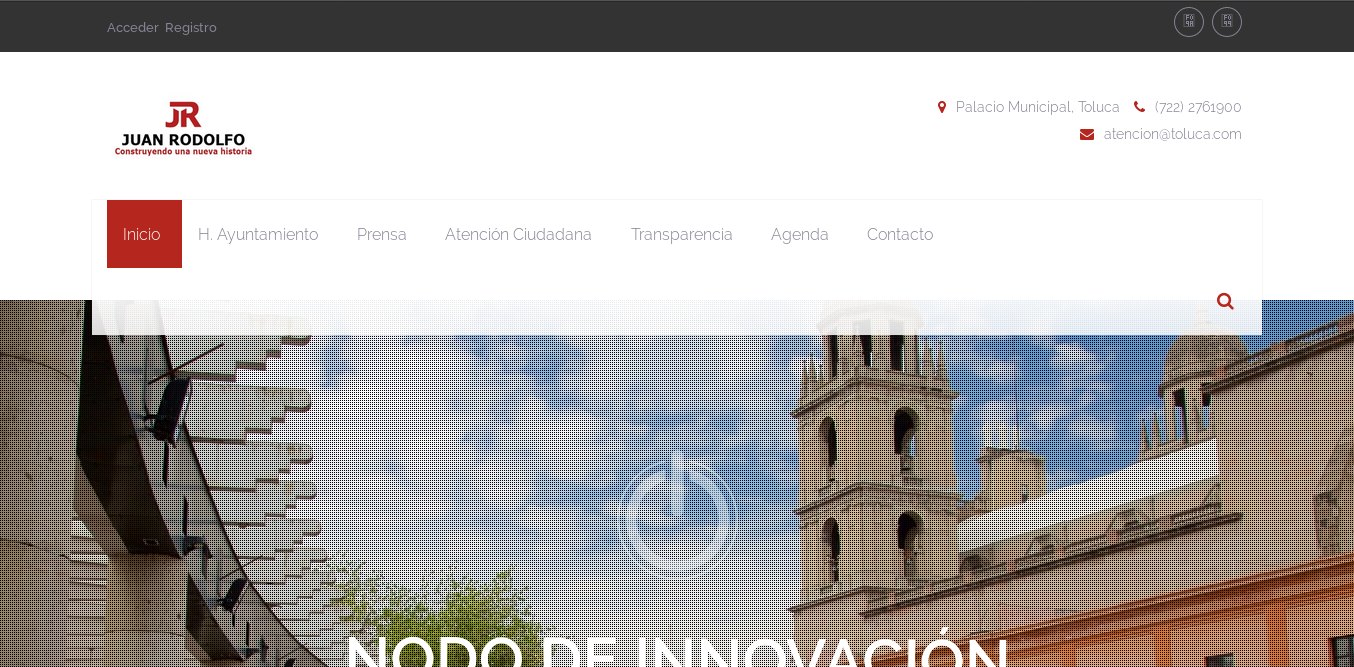 Acceder Registro
JR
JUAN RODOLFO
Construyendo una nueva historia
Palacio Municipal, Toluca (722) 2761900
atencion@toluca.com
Inicio H. Ayuntamiento Prensa Atención Ciudadana Transparencia Agenda Contacto
NODO DE INNOVACIÓN